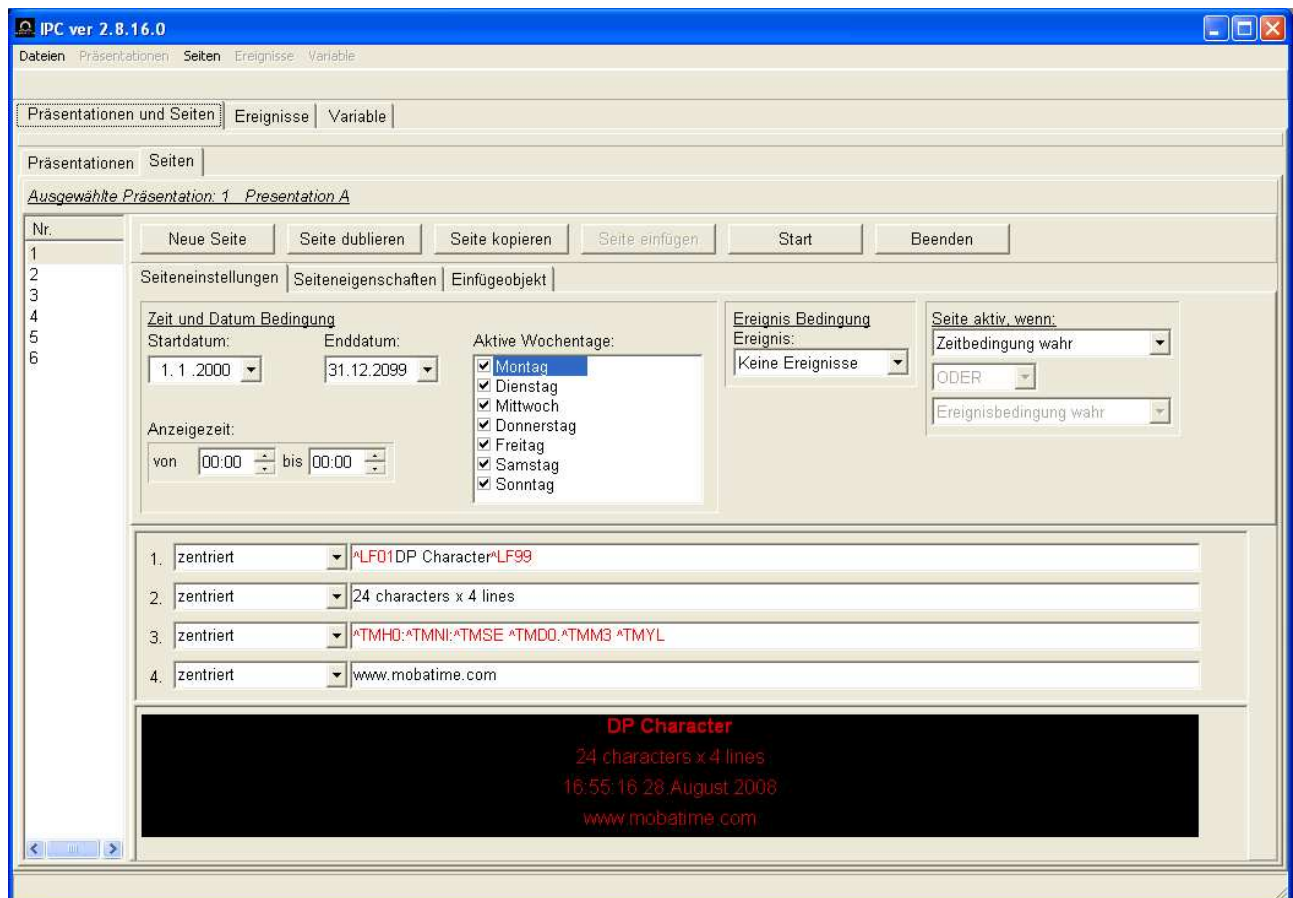 IPC ver 2.8.16.0
Dateien Präsentationen Seiten Ereignisse Variable
Präsentationen und Seiten Ereignisse Variable
Präsentationen Seiten
Ausgewählte Präsentation: 1 Presentation A
Nr.
1
2
3
4
5
6
Neue Seite Seite dublieren Seite kopieren Seite einfügen Start Beenden
Seiteneinstellungen Seiteneigenschaften Einfügeobjekt
Zeit und Datum Bedingung
Startdatum: Enddatum:
1. 1 .2000 31.12.2099
Anzeigezeit:
von 00:00 bis 00:00
Aktive Wochentage:
Montag
Dienstag
Mittwoch
Donnerstag
Freitag
Samstag
Sonntag
Ereignis Bedingung
Ereignis:
Keine Ereignisse
Seite aktiv, wenn:
Zeitbedingung wahr
ODER
Ereignisbedingung wahr
1. zentriert ^LF01DP Character^LF99
2. zentriert 24 characters x 4 lines
3. zentriert ^TMH0:^TMNI:^TMSE ^TMD0.^TMM3 ^TMYL
4. zentriert www.mobatime.com
DP Character
24 characters x 4 lines
16:55:16 28.August 2008
www.mobatime.com